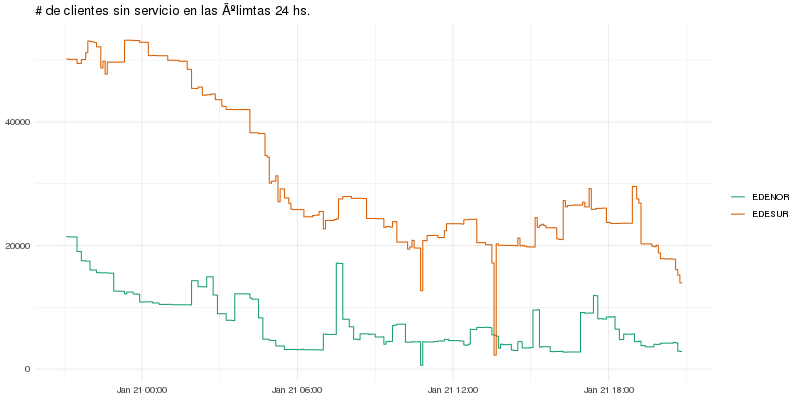 # de clientes sin servicio en las Ãºlimtas 24 hs.
40000
20000
0
Jan 21 00:00
Jan 21 06:00
Jan 21 12:00
Jan 21 18:00
EDENOR
EDESUR